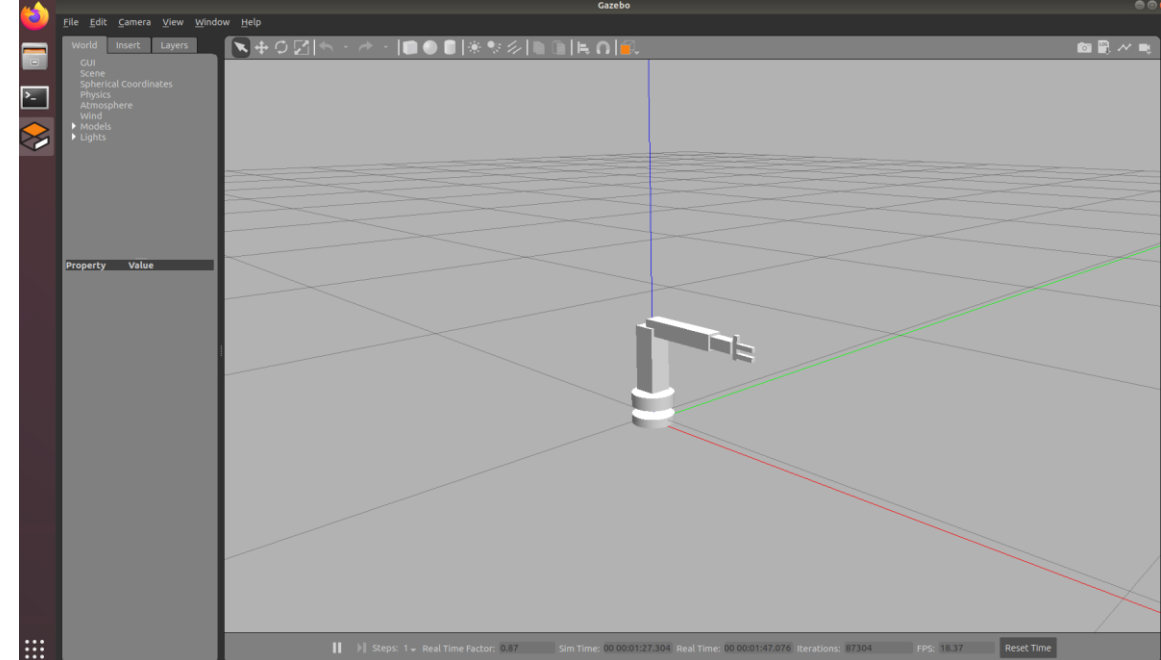 Gazebo
File Edit Camera View Window Help
World Insert Layers
GUI
Scene
Spherical Coordinates
Physics
Atmosphere
Wind
Models
Lights
Property Value
Steps: 1 Real Time Factor: 0.87 Sim Time: 00 00:01:27.304 Real Time: 00 00:01:47.076 Iterations: 87304 FPS: 18.37 Reset Time